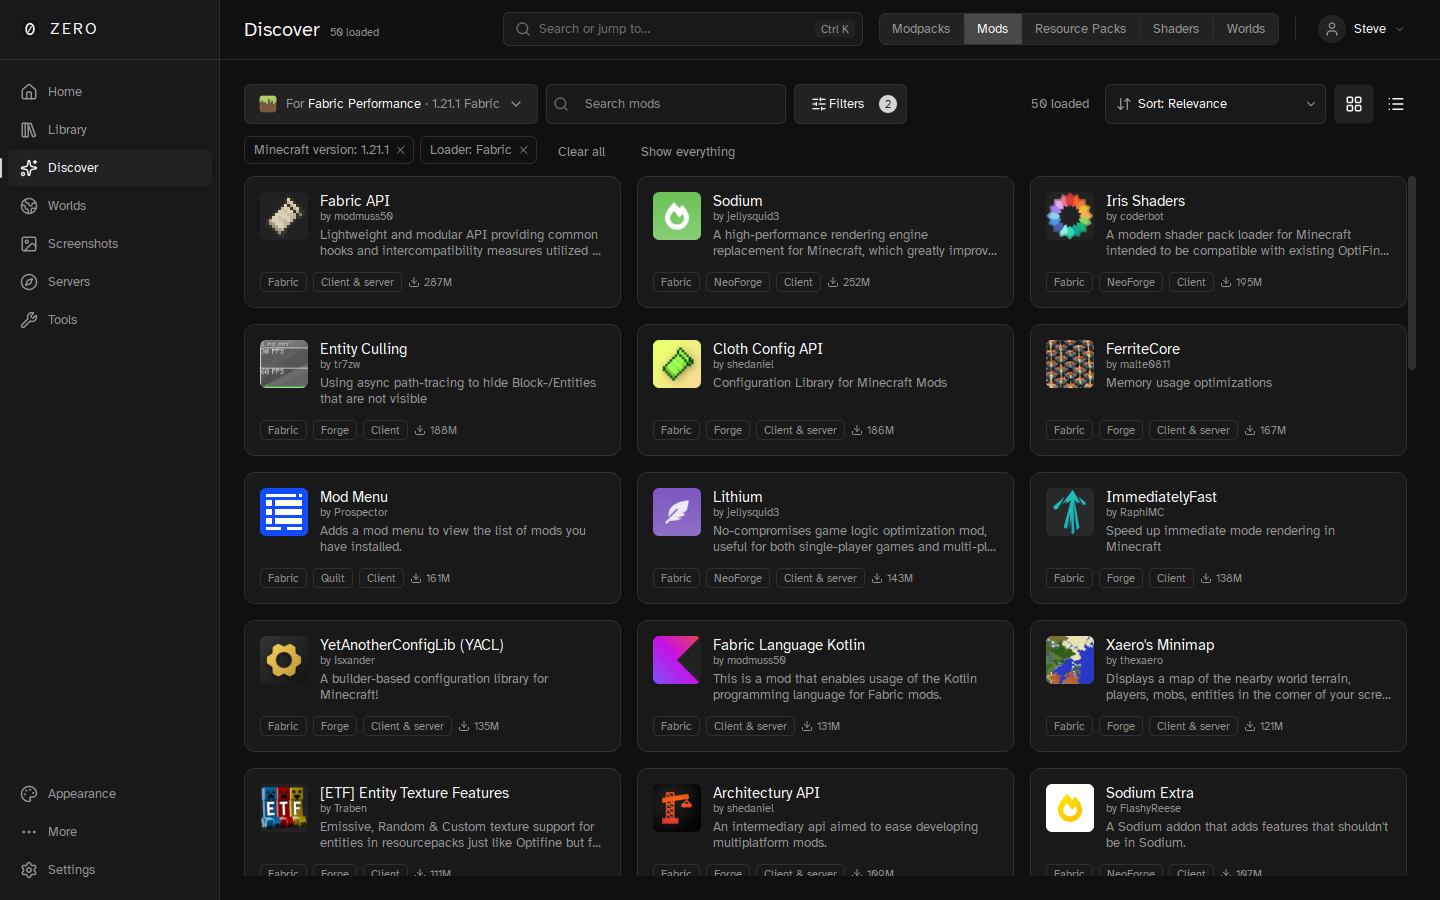 ZERO
Discover
50 loaded
Search or jump to...
Ctrl K
Modpacks
Mods
Resource Packs
Shaders
Worlds
Steve
Home
Library
Discover
Worlds
Screenshots
Servers
Tools
Appearance
More
Settings
For Fabric Performance · 1.21.1 Fabric
Search mods
Filters
2
50 loaded
Sort: Relevance
Minecraft version: 1.21.1
Loader: Fabric
Clear all
Show everything
Fabric API
by modmuss50
Lightweight and modular API providing common
hooks and intercompatibility measures utilized ...
Fabric
Client & server
287M
Sodium
by jellysquid3
A high-performance rendering engine
replacement for Minecraft, which greatly improv...
Fabric
NeoForge
Client
252M
Iris Shaders
by coderbot
A modern shader pack loader for Minecraft
intended to be compatible with existing OptiFin...
Fabric
NeoForge
Client
195M
Entity Culling
by tr7zw
Using async path-tracing to hide Block-/Entities
that are not visible
Fabric
Forge
Client
188M
Cloth Config API
by shedaniel
Configuration Library for Minecraft Mods
Fabric
Forge
Client & server
186M
FerriteCore
by malte0811
Memory usage optimizations
Fabric
Forge
Client & server
167M
Mod Menu
by Prospector
Adds a mod menu to view the list of mods you
have installed.
Fabric
Quilt
Client
161M
Lithium
by jellysquid3
No-compromises game logic optimization mod,
useful for both single-player games and multi-pl...
Fabric
NeoForge
Client & server
143M
ImmediatelyFast
by RaphiMC
Speed up immediate mode rendering in
Minecraft
Fabric
Forge
Client
138M
YetAnotherConfigLib (YACL)
by isxander
A builder-based configuration library for
Minecraft!
Fabric
Forge
Client & server
135M
Fabric Language Kotlin
by modmuss50
This is a mod that enables usage of the Kotlin
programming language for Fabric mods.
Fabric
Client & server
131M
Xaero's Minimap
by thexaero
Displays a map of the nearby world terrain,
players, mobs, entities in the corner of your scre...
Fabric
Forge
Client & server
121M
ETF
[ETF] Entity Texture Features
by Traben
Emissive, Random & Custom texture support for
entities in resourcepacks just like Optifine but f...
Fabric
Forge
Client
111M
Architectury API
by shedaniel
An intermediary api aimed to ease developing
multiplatform mods.
Fabric
Forge
Client & server
109M
Sodium Extra
by FlashyReese
A Sodium addon that adds features that shouldn't
be in Sodium.
Fabric
NeoForge
Client
107M